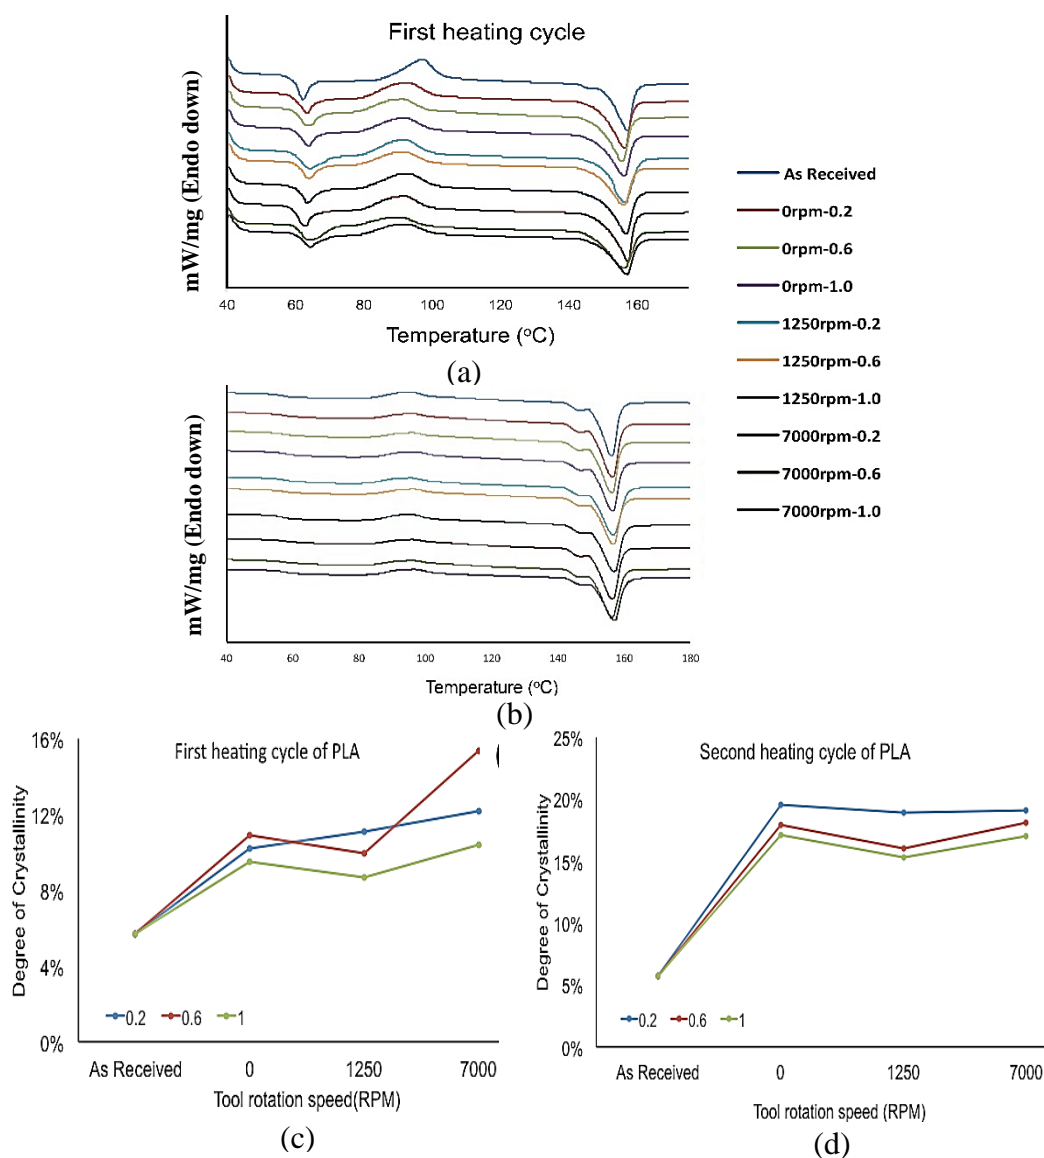 First heating cycle
mW/mg (Endo down)
40 60 80 100 120 140 160
Temperature (°C)
(a)
As Received
0rpm-0.2
0rpm-0.6
0rpm-1.0
1250rpm-0.2
1250rpm-0.6
1250rpm-1.0
7000rpm-0.2
7000rpm-0.6
7000rpm-1.0
mW/mg (Endo down)
40 60 80 100 120 140 160 180
Temperature (°C)
(b)
First heating cycle of PLA
Degree of Crystallinity
16%
12%
8%
4%
0%
0.2 0.6 1
As Received 0 1250 7000
Tool rotation speed(RPM)
(c)
Second heating cycle of PLA
Degree of Crystallinity
25%
20%
15%
10%
5%
0%
0.2 0.6 1
As Received 0 1250 7000
Tool rotation speed (RPM)
(d)